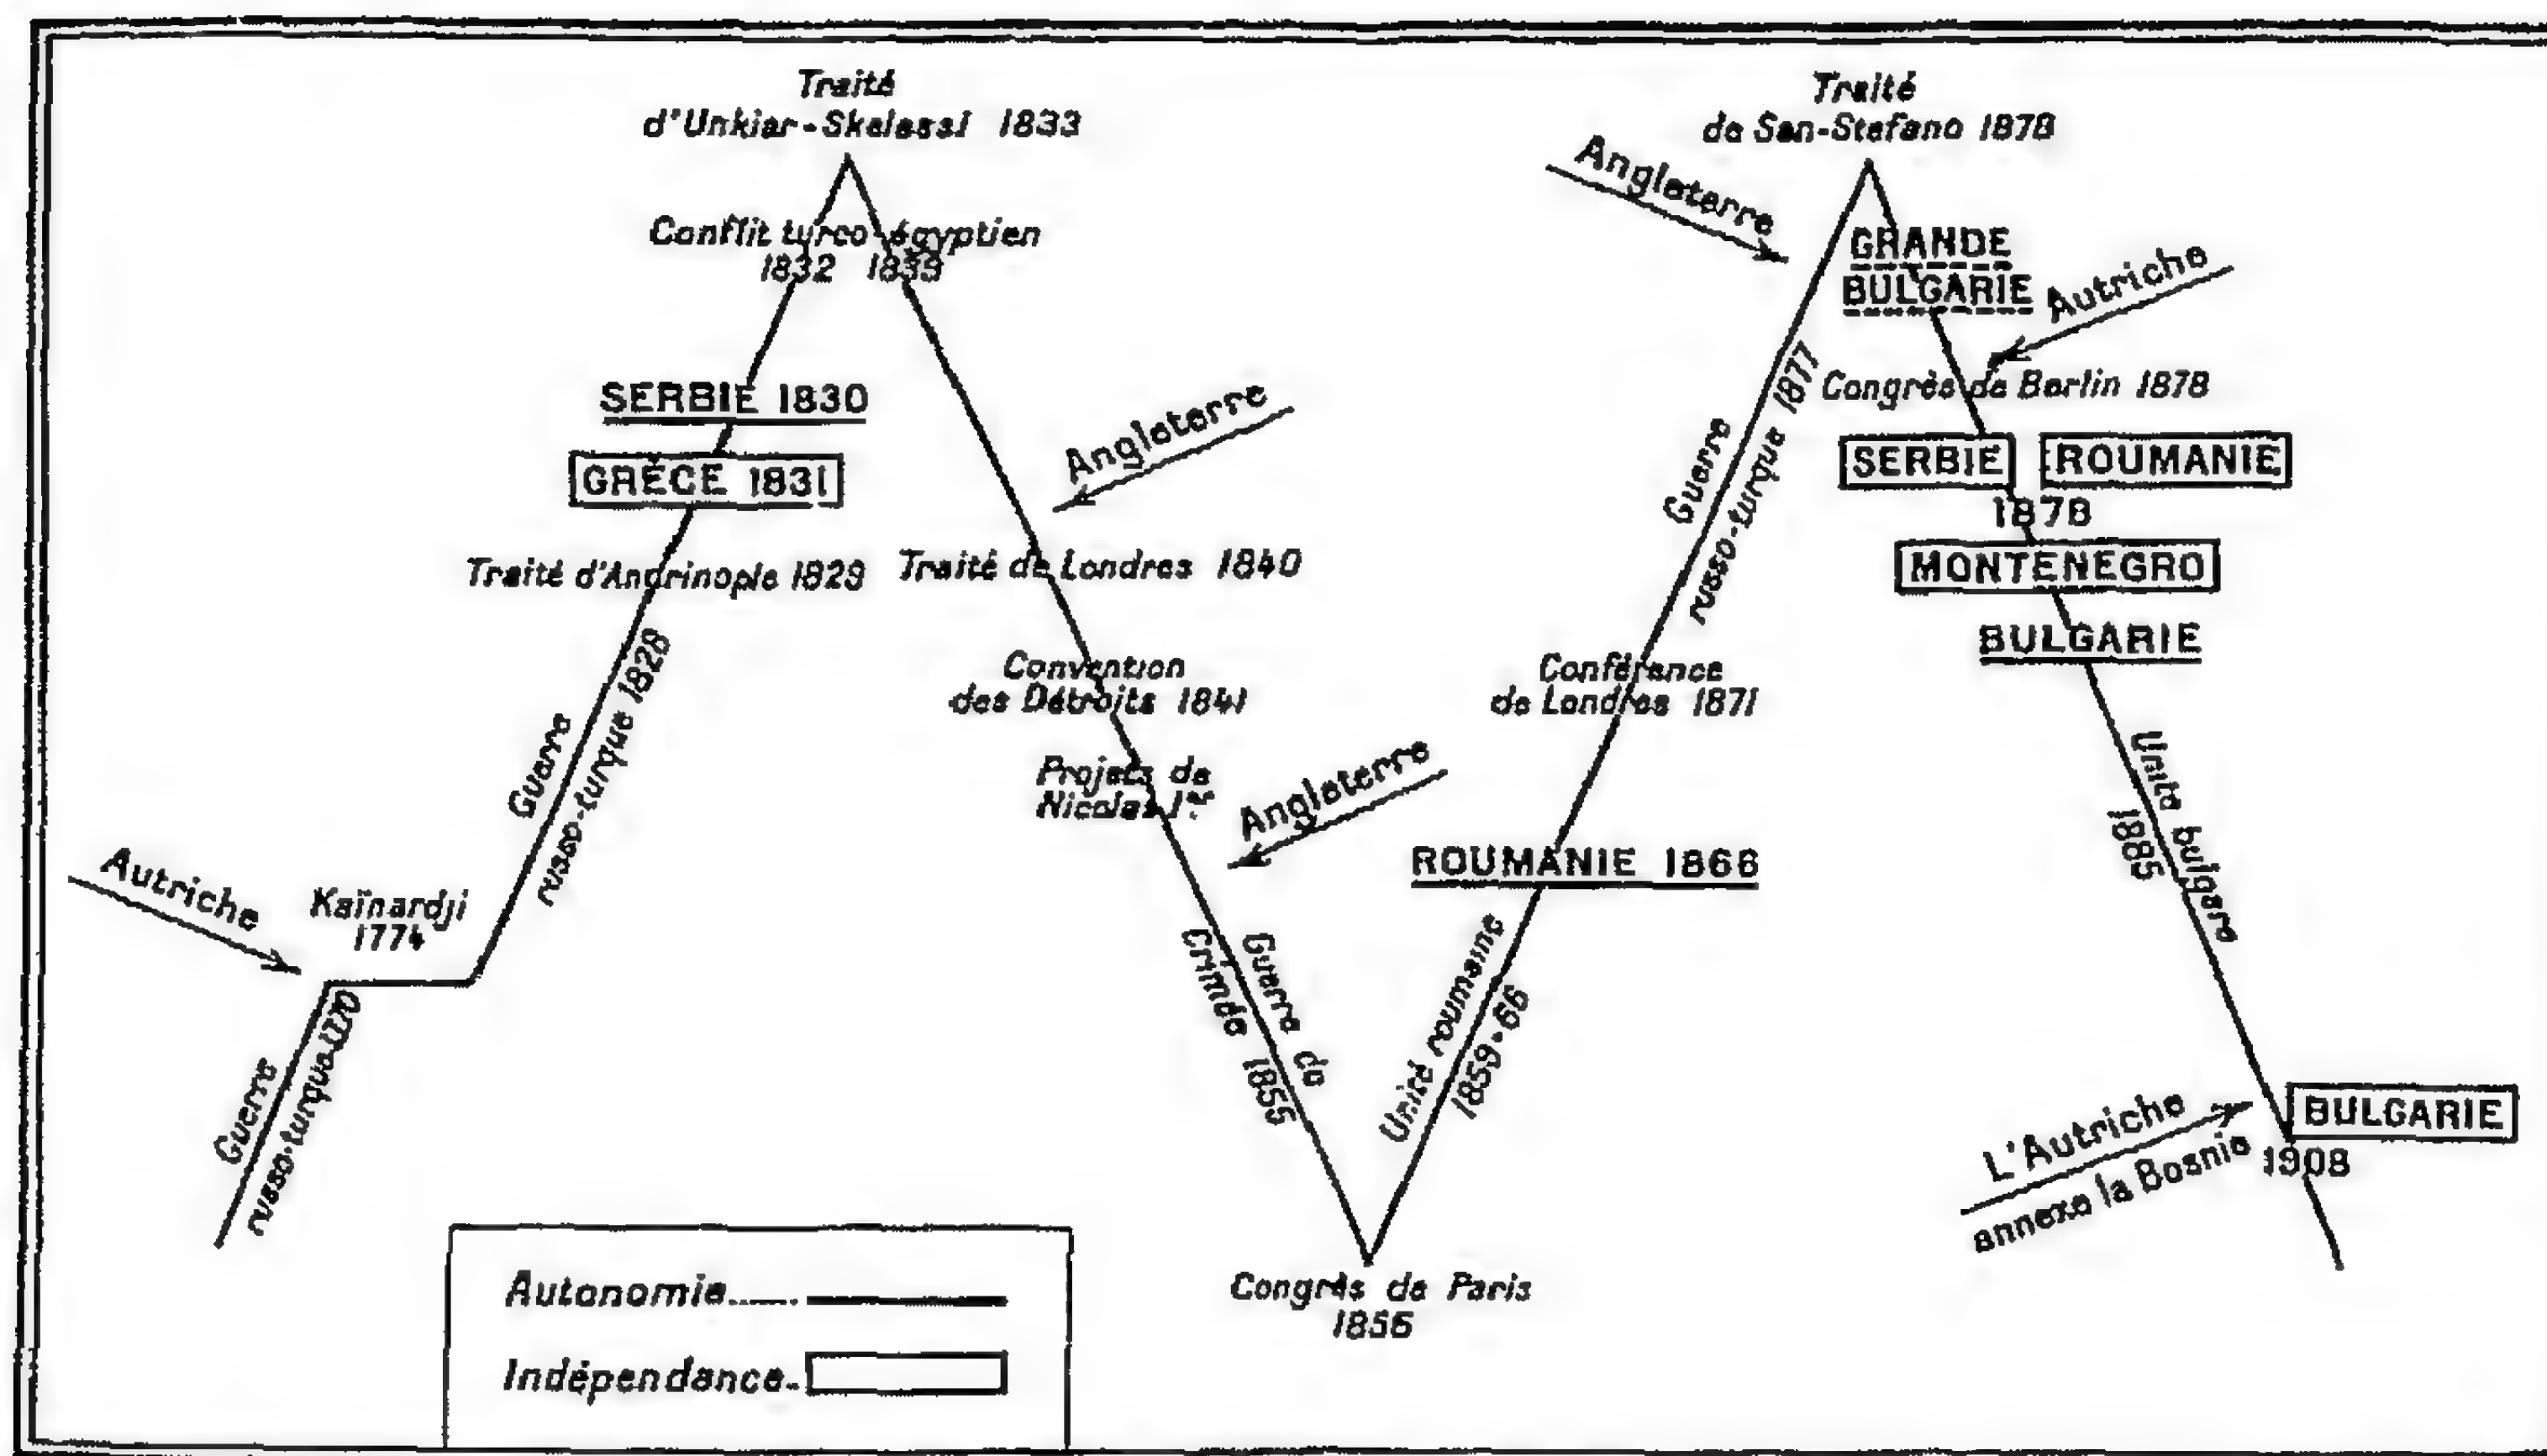 Traité
d'Unkiar-Skelessi 1833
Conflit turco-égyptien
1832 1839
SERBIE 1830
GRÈCE 1831
Traité d'Andrinople 1829
Guerre
russo-turque 1828
Autriche
Kaïnardji
1774
Guerre
russo-turque 1770
Angleterre
Traité de Londres 1840
Convention
des Détroits 1841
Projets de
Nicolas Ier
Angleterre
Guerre de
Crimée 1855
Congrès de Paris
1856
Unité roumaine
1859-66
ROUMANIE 1866
Conférence
de Londres 1871
Guerre
russo-turque 1877
Angleterre
Traité
de San-Stefano 1878
GRANDE
BULGARIE
Autriche
Congrès de Berlin 1878
SERBIE ROUMANIE
1878
MONTENEGRO
BULGARIE
Unité bulgare
1885
L'Autriche
annexe la Bosnie
BULGARIE
1908
Autonomie
Indépendance